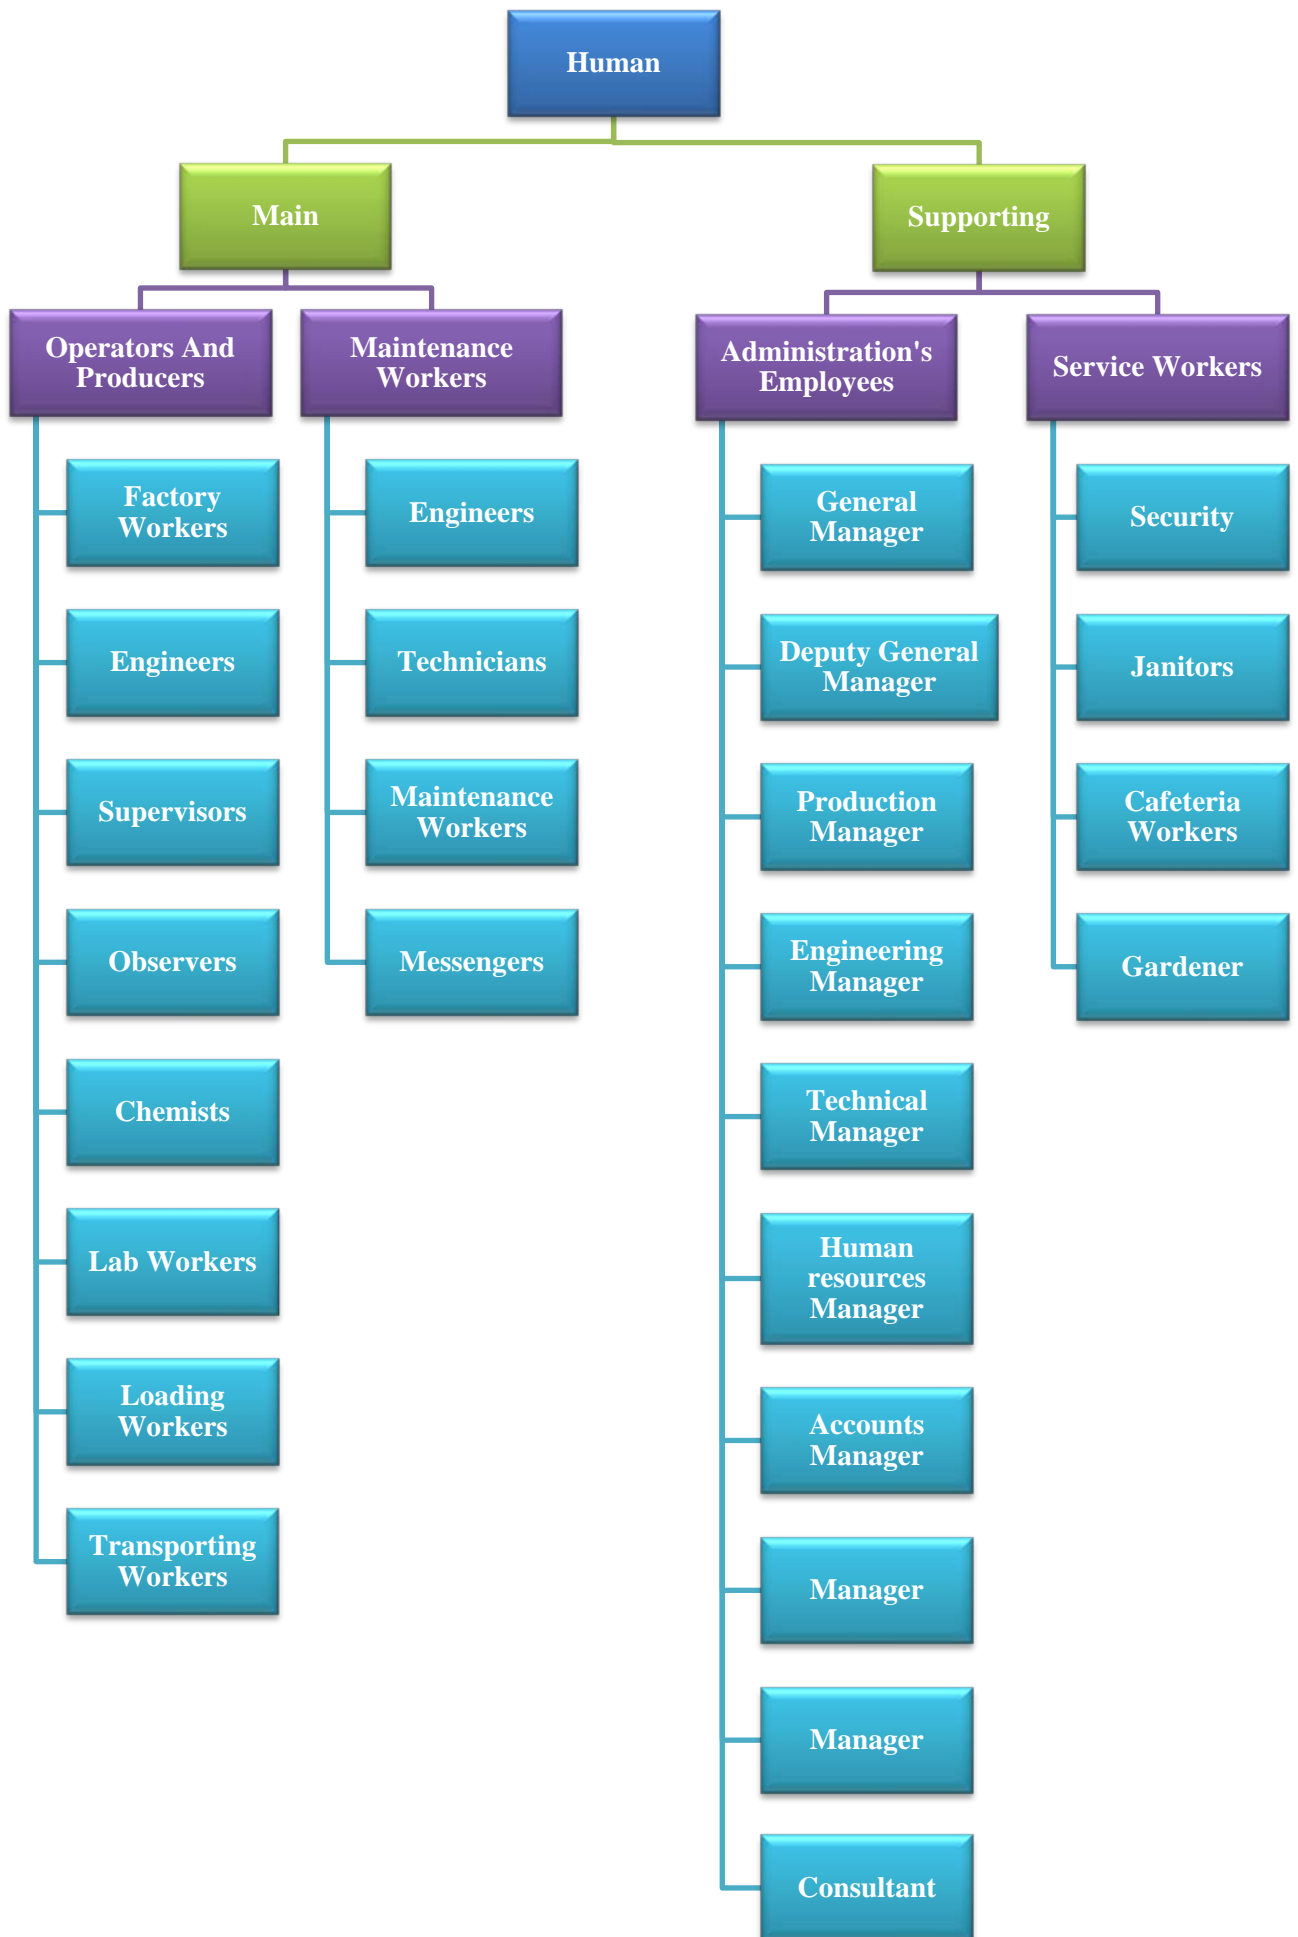 Human
Main
Supporting
Operators And
Producers
Maintenance
Workers
Administration's
Employees
Service Workers
Factory
Workers
Engineers
Supervisors
Observers
Chemists
Lab Workers
Loading
Workers
Transporting
Workers
Engineers
Technicians
Maintenance
Workers
Messengers
General
Manager
Deputy General
Manager
Production
Manager
Engineering
Manager
Technical
Manager
Human
resources
Manager
Accounts
Manager
Manager
Manager
Consultant
Security
Janitors
Cafeteria
Workers
Gardener